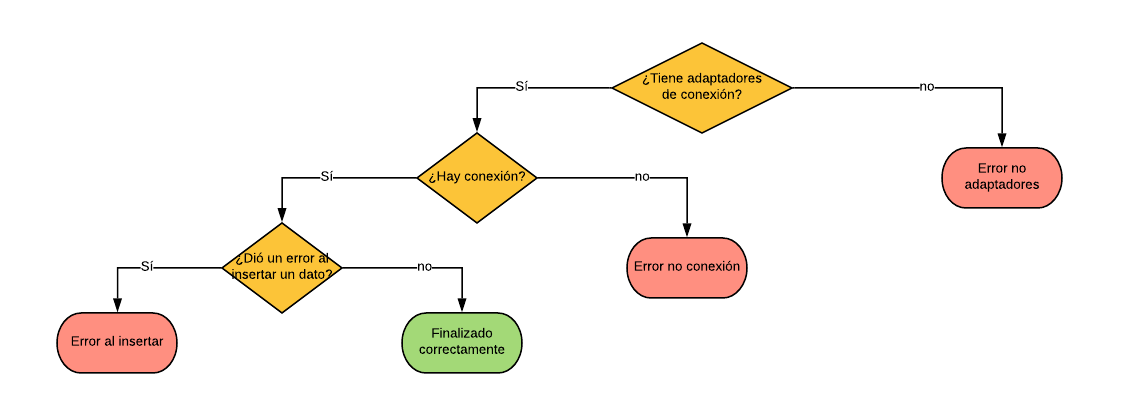 ¿Tiene adaptadores
de conexión?
Sí
no
Error no
adaptadores
¿Hay conexión?
Sí
no
Error no conexión
¿Dió un error al
insertar un dato?
Sí
no
Error al insertar
Finalizado
correctamente